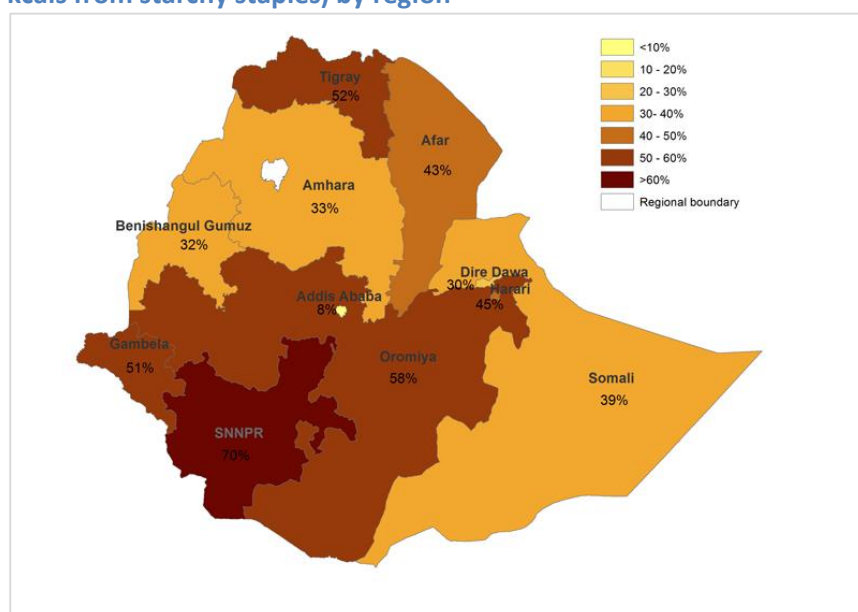 kcals from starchy staples) by region
<10%
10 - 20%
20 - 30%
30- 40%
40 - 50%
50 - 60%
>60%
Regional boundary
Tigray
52%
Afar
43%
Amhara
33%
Benishangul Gumuz
32%
Dire Dawa
30%
Harari
45%
Addis Ababa
8%
Gambela
51%
Oromiya
58%
Somali
39%
SNNPR
70%